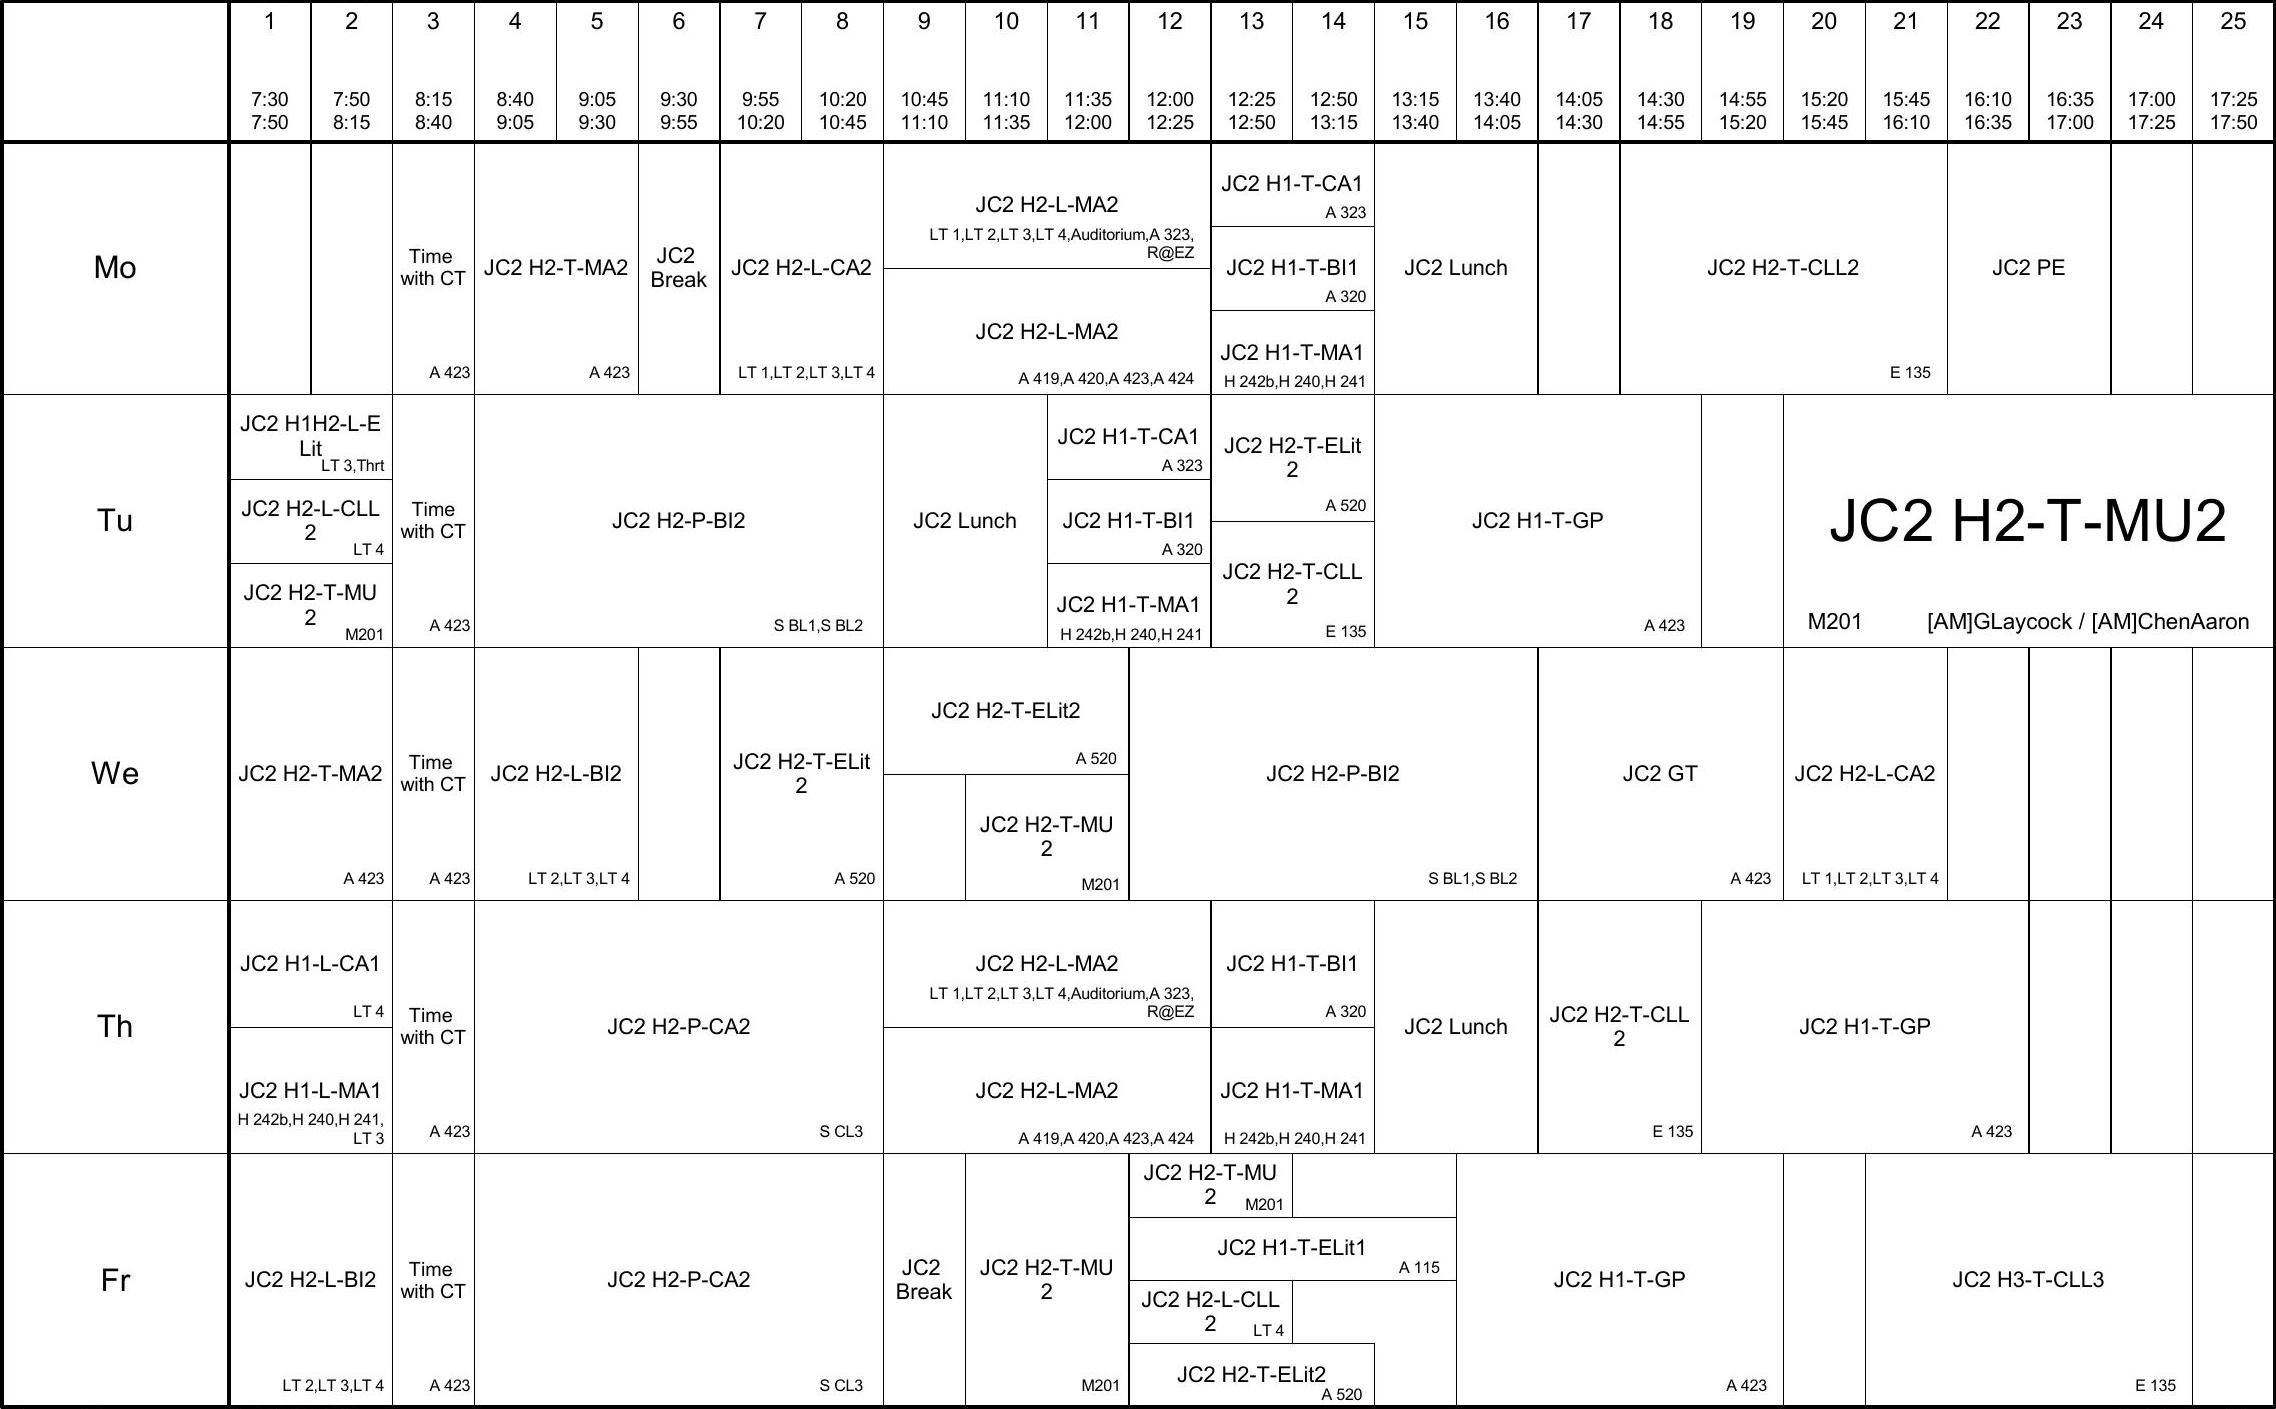 1 2 3 4 5 6 7 8 9 10 11 12 13 14 15 16 17 18 19 20 21 22 23 24 25
7:30 7:50 8:15 8:40 9:05 9:30 9:55 10:20 10:45 11:10 11:35 12:00 12:25 12:50 13:15 13:40 14:05 14:30 14:55 15:20 15:45 16:10 16:35 17:00 17:25
7:50 8:15 8:40 9:05 9:30 9:55 10:20 10:45 11:10 11:35 12:00 12:25 12:50 13:15 13:40 14:05 14:30 14:55 15:20 15:45 16:10 16:35 17:00 17:25 17:50
Mo
Time
with CT
A 423
JC2 H2-T-MA2
A 423
JC2
Break
JC2 H2-L-CA2
LT 1,LT 2,LT 3,LT 4
JC2 H2-L-MA2
LT 1,LT 2,LT 3,LT 4,Auditorium,A 323,
R@EZ
JC2 H2-L-MA2
A 419,A 420,A 423,A 424
JC2 H1-T-CA1
A 323
JC2 H1-T-BI1
A 320
JC2 H1-T-MA1
H 242b,H 240,H 241
JC2 Lunch
JC2 H2-T-CLL2
E 135
JC2 PE
Tu
JC2 H1H2-L-E
Lit
LT 3,Thrt
JC2 H2-L-CLL
2
LT 4
JC2 H2-T-MU
2
M201
Time
with CT
A 423
JC2 H2-P-BI2
S BL1,S BL2
JC2 Lunch
JC2 H1-T-CA1
A 323
JC2 H1-T-BI1
A 320
JC2 H1-T-MA1
H 242b,H 240,H 241
JC2 H2-T-ELit
2
A 520
JC2 H2-T-CLL
2
E 135
JC2 H1-T-GP
A 423
JC2 H2-T-MU2
M201 [AM]GLaycock / [AM]ChenAaron
We
JC2 H2-T-MA2
A 423
Time
with CT
A 423
JC2 H2-L-BI2
LT 2,LT 3,LT 4
JC2 H2-T-ELit
2
A 520
JC2 H2-T-ELit2
A 520
JC2 H2-T-MU
2
M201
JC2 H2-P-BI2
S BL1,S BL2
JC2 GT
A 423
JC2 H2-L-CA2
LT 1,LT 2,LT 3,LT 4
Th
JC2 H1-L-CA1
LT 4
JC2 H1-L-MA1
H 242b,H 240,H 241,
LT 3
Time
with CT
A 423
JC2 H2-P-CA2
S CL3
JC2 H2-L-MA2
LT 1,LT 2,LT 3,LT 4,Auditorium,A 323,
R@EZ
JC2 H2-L-MA2
A 419,A 420,A 423,A 424
JC2 H1-T-BI1
A 320
JC2 H1-T-MA1
H 242b,H 240,H 241
JC2 Lunch
JC2 H2-T-CLL
2
E 135
JC2 H1-T-GP
A 423
Fr
JC2 H2-L-BI2
LT 2,LT 3,LT 4
Time
with CT
A 423
JC2 H2-P-CA2
S CL3
JC2
Break
JC2 H2-T-MU
2
M201
JC2 H2-T-MU
2
M201
JC2 H1-T-ELit1
A 115
JC2 H2-L-CLL
2
LT 4
JC2 H2-T-ELit2
A 520
JC2 H1-T-GP
A 423
JC2 H3-T-CLL3
E 135